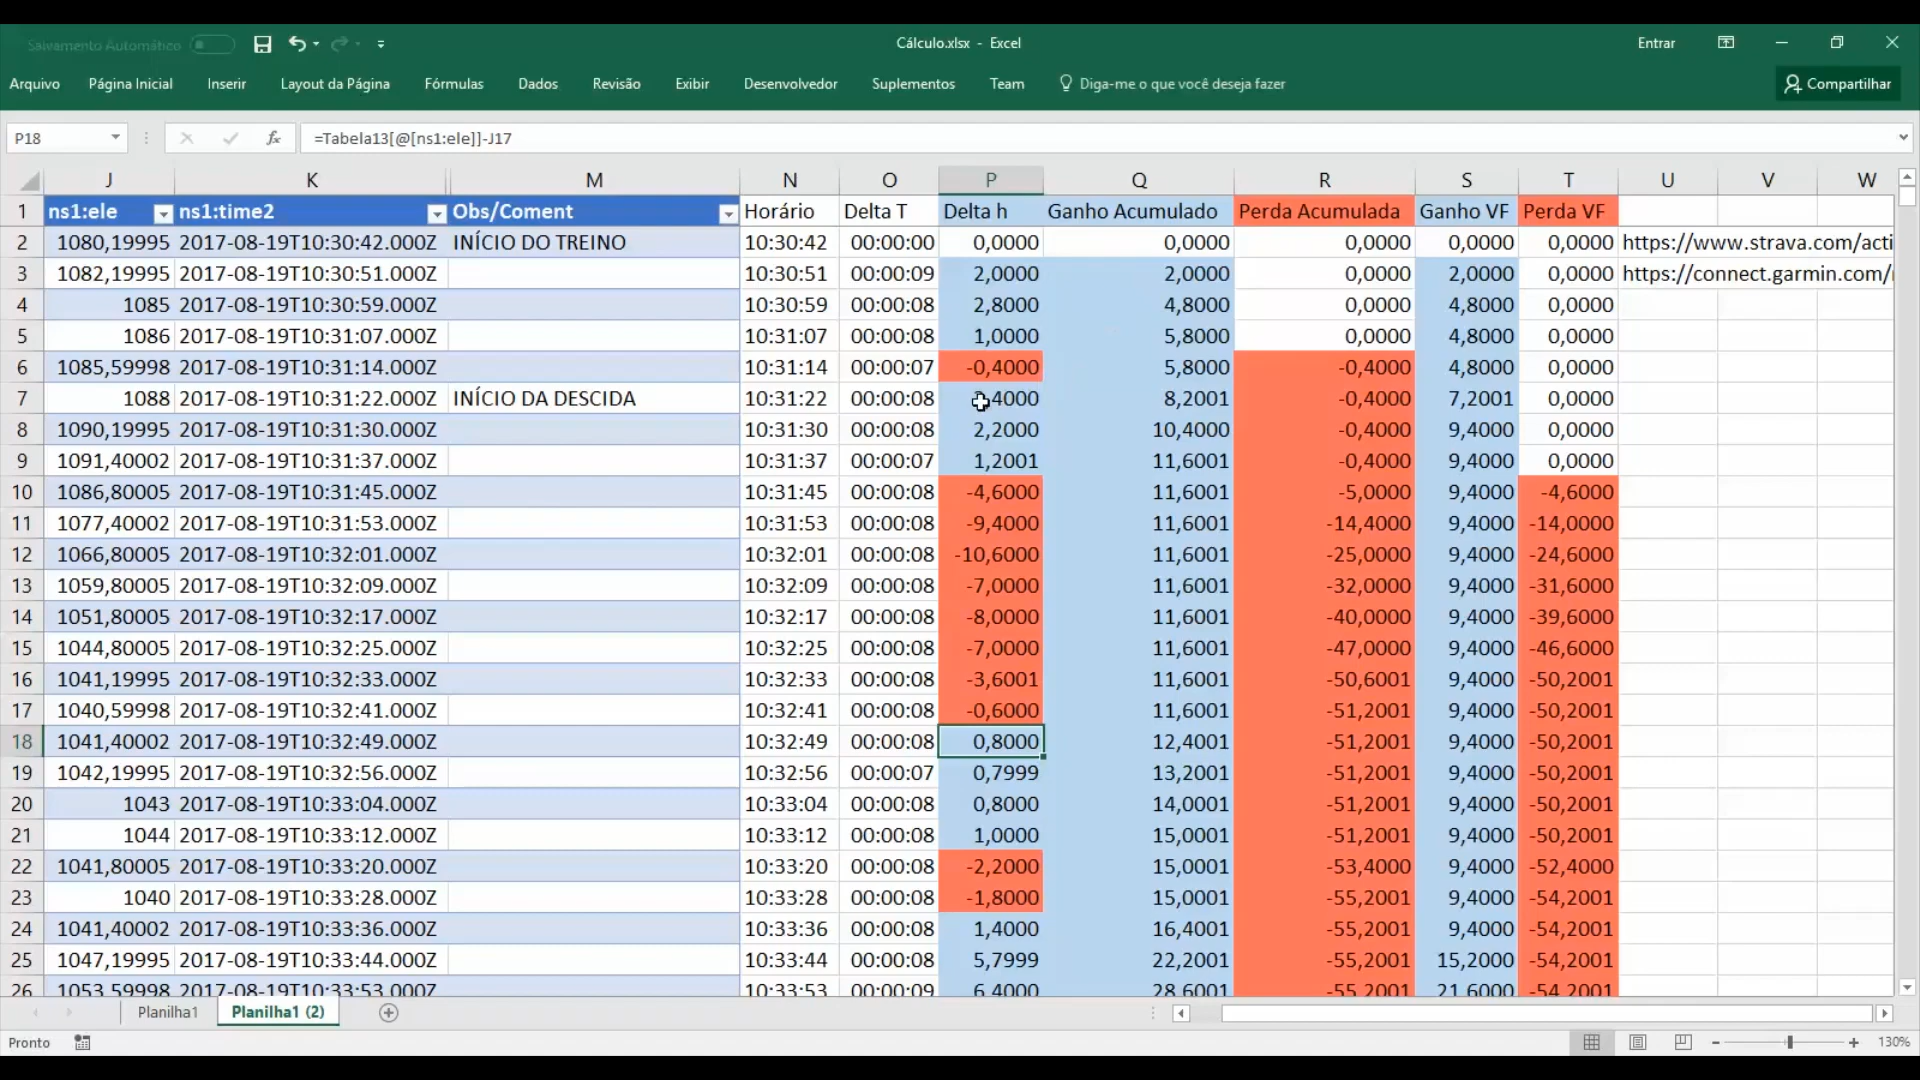 Salvamento Automático
Cálculo.xlsx - Excel
Entrar
Arquivo Página Inicial Inserir Layout da Página Fórmulas Dados Revisão Exibir Desenvolvedor Suplementos Team Diga-me o que você deseja fazer Compartilhar
P18 fx =Tabela13[@[ns1:ele]]-J17
J K M N O P Q R S T U V W
1 ns1:ele ns1:time2 Obs/Coment Horário Delta T Delta h Ganho Acumulado Perda Acumulada Ganho VF Perda VF
2 1080,19995 2017-08-19T10:30:42.000Z INÍCIO DO TREINO 10:30:42 00:00:00 0,0000 0,0000 0,0000 0,0000 0,0000 https://www.strava.com/acti
3 1082,19995 2017-08-19T10:30:51.000Z 10:30:51 00:00:09 2,0000 2,0000 0,0000 2,0000 0,0000 https://connect.garmin.com/
4 1085 2017-08-19T10:30:59.000Z 10:30:59 00:00:08 2,8000 4,8000 0,0000 4,8000 0,0000
5 1086 2017-08-19T10:31:07.000Z 10:31:07 00:00:08 1,0000 5,8000 0,0000 4,8000 0,0000
6 1085,59998 2017-08-19T10:31:14.000Z 10:31:14 00:00:07 -0,4000 5,8000 -0,4000 4,8000 0,0000
7 1088 2017-08-19T10:31:22.000Z INÍCIO DA DESCIDA 10:31:22 00:00:08 4000 8,2001 -0,4000 7,2001 0,0000
8 1090,19995 2017-08-19T10:31:30.000Z 10:31:30 00:00:08 2,2000 10,4000 -0,4000 9,4000 0,0000
9 1091,40002 2017-08-19T10:31:37.000Z 10:31:37 00:00:07 1,2001 11,6001 -0,4000 9,4000 0,0000
10 1086,80005 2017-08-19T10:31:45.000Z 10:31:45 00:00:08 -4,6000 11,6001 -5,0000 9,4000 -4,6000
11 1077,40002 2017-08-19T10:31:53.000Z 10:31:53 00:00:08 -9,4000 11,6001 -14,4000 9,4000 -14,0000
12 1066,80005 2017-08-19T10:32:01.000Z 10:32:01 00:00:08 -10,6000 11,6001 -25,0000 9,4000 -24,6000
13 1059,80005 2017-08-19T10:32:09.000Z 10:32:09 00:00:08 -7,0000 11,6001 -32,0000 9,4000 -31,6000
14 1051,80005 2017-08-19T10:32:17.000Z 10:32:17 00:00:08 -8,0000 11,6001 -40,0000 9,4000 -39,6000
15 1044,80005 2017-08-19T10:32:25.000Z 10:32:25 00:00:08 -7,0000 11,6001 -47,0000 9,4000 -46,6000
16 1041,19995 2017-08-19T10:32:33.000Z 10:32:33 00:00:08 -3,6001 11,6001 -50,6001 9,4000 -50,2001
17 1040,59998 2017-08-19T10:32:41.000Z 10:32:41 00:00:08 -0,6000 11,6001 -51,2001 9,4000 -50,2001
18 1041,40002 2017-08-19T10:32:49.000Z 10:32:49 00:00:08 0,8000 12,4001 -51,2001 9,4000 -50,2001
19 1042,19995 2017-08-19T10:32:56.000Z 10:32:56 00:00:07 0,7999 13,2001 -51,2001 9,4000 -50,2001
20 1043 2017-08-19T10:33:04.000Z 10:33:04 00:00:08 0,8000 14,0001 -51,2001 9,4000 -50,2001
21 1044 2017-08-19T10:33:12.000Z 10:33:12 00:00:08 1,0000 15,0001 -51,2001 9,4000 -50,2001
22 1041,80005 2017-08-19T10:33:20.000Z 10:33:20 00:00:08 -2,2000 15,0001 -53,4000 9,4000 -52,4000
23 1040 2017-08-19T10:33:28.000Z 10:33:28 00:00:08 -1,8000 15,0001 -55,2001 9,4000 -54,2001
24 1041,40002 2017-08-19T10:33:36.000Z 10:33:36 00:00:08 1,4000 16,4001 -55,2001 9,4000 -54,2001
25 1047,19995 2017-08-19T10:33:44.000Z 10:33:44 00:00:08 5,7999 22,2001 -55,2001 15,2000 -54,2001
26 1053,59998 2017-08-19T10:33:53.000Z 10:33:53 00:00:09 6,4000 28,6001 -55,2001 21,6000 -54,2001
Planilha1 Planilha1 (2)
Pronto 130%